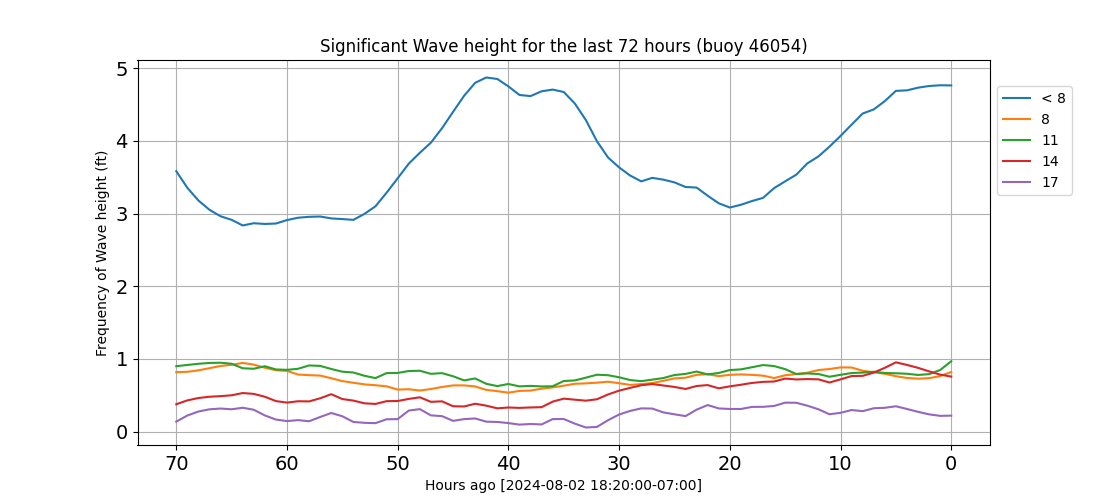 Significant Wave height for the last 72 hours (buoy 46054)
Frequency of Wave height (ft)
5
4
3
2
1
0
70 60 50 40 30 20 10 0
Hours ago [2024-08-02 18:20:00-07:00]
< 8
8
11
14
17